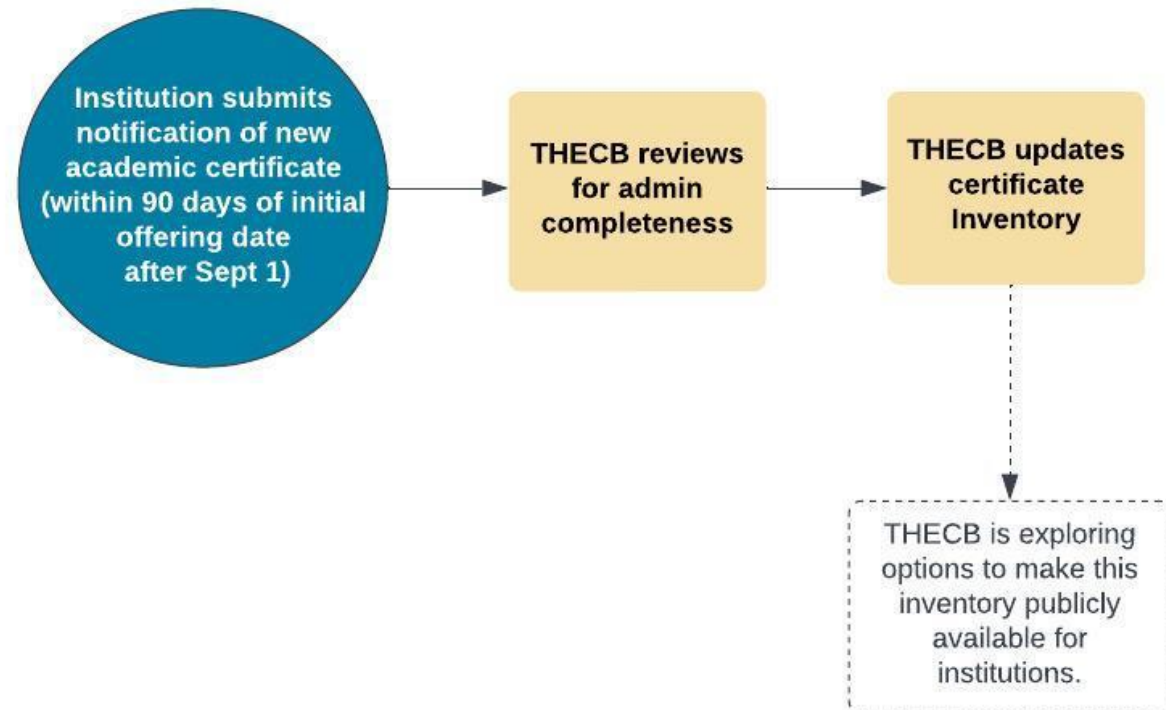 Institution submits
notification of new
academic certificate
(within 90 days of initial
offering date
after Sept 1)
THECB reviews
for admin
completeness
THECB updates
certificate
Inventory
THECB is exploring
options to make this
inventory publicly
available for
institutions.